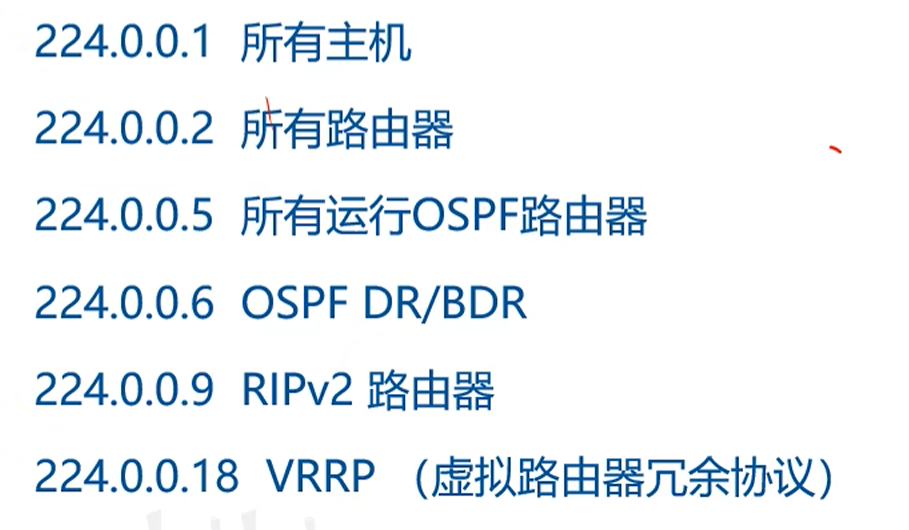 224.0.0.1 所有主机
224.0.0.2 所有路由器
224.0.0.5 所有运行OSPF路由器
224.0.0.6 OSPF DR/BDR
224.0.0.9 RIPv2 路由器
224.0.0.18 VRRP （虚拟路由器冗余协议）